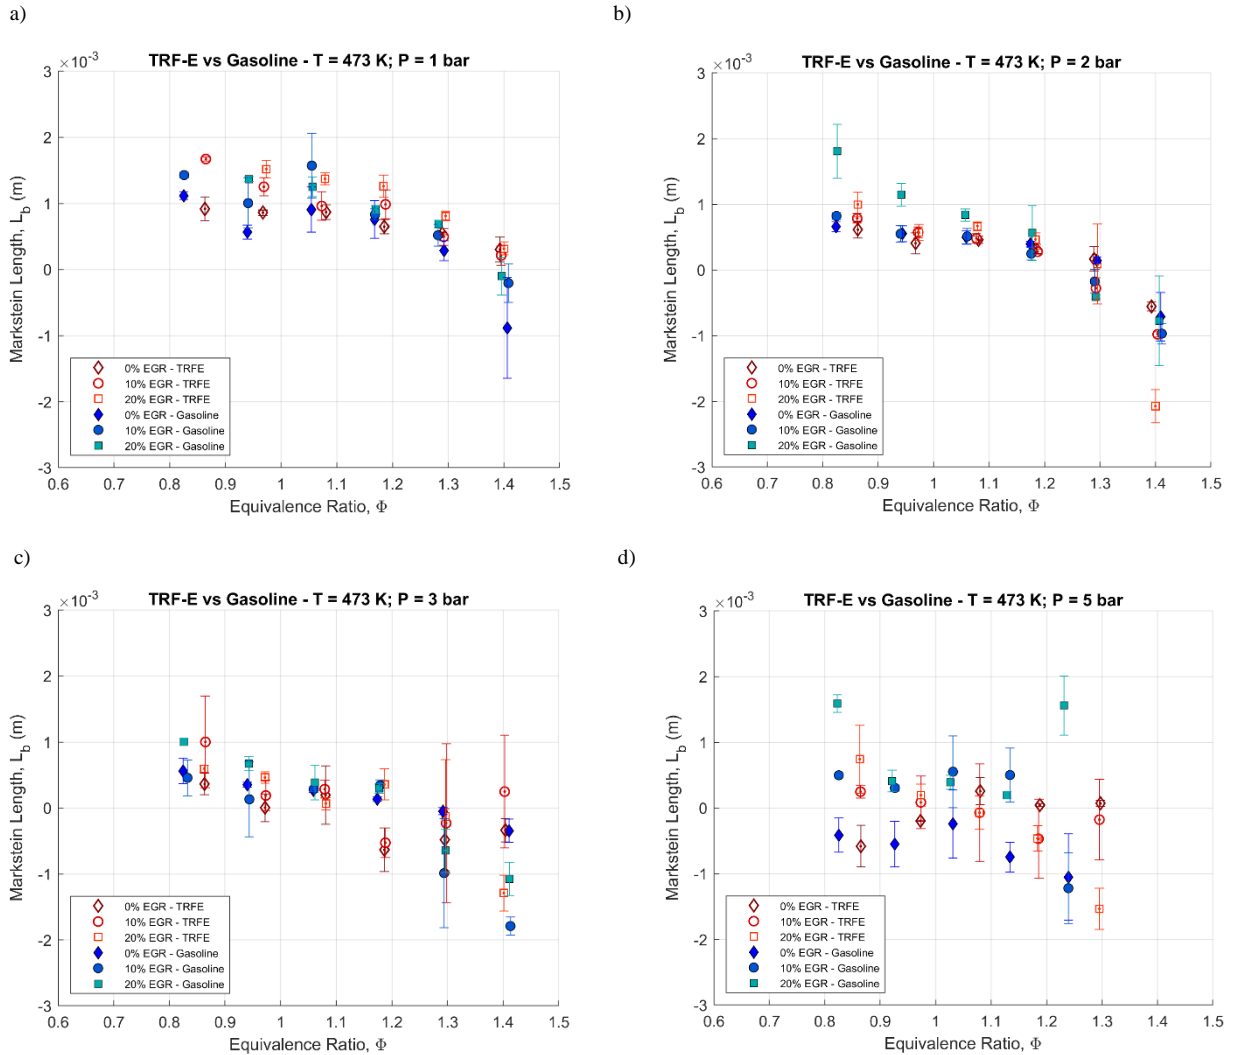 a)
TRF-E vs Gasoline - T = 473 K; P = 1 bar
×10⁻³
Markstein Length, L_b (m)
3
2
1
0
-1
-2
-3
0% EGR - TRFE
10% EGR - TRFE
20% EGR - TRFE
0% EGR - Gasoline
10% EGR - Gasoline
20% EGR - Gasoline
0.6 0.7 0.8 0.9 1 1.1 1.2 1.3 1.4 1.5
Equivalence Ratio, Φ
b)
TRF-E vs Gasoline - T = 473 K; P = 2 bar
×10⁻³
Markstein Length, L_b (m)
3
2
1
0
-1
-2
-3
0% EGR - TRFE
10% EGR - TRFE
20% EGR - TRFE
0% EGR - Gasoline
10% EGR - Gasoline
20% EGR - Gasoline
0.6 0.7 0.8 0.9 1 1.1 1.2 1.3 1.4 1.5
Equivalence Ratio, Φ
c)
TRF-E vs Gasoline - T = 473 K; P = 3 bar
×10⁻³
Markstein Length, L_b (m)
3
2
1
0
-1
-2
-3
0% EGR - TRFE
10% EGR - TRFE
20% EGR - TRFE
0% EGR - Gasoline
10% EGR - Gasoline
20% EGR - Gasoline
0.6 0.7 0.8 0.9 1 1.1 1.2 1.3 1.4 1.5
Equivalence Ratio, Φ
d)
TRF-E vs Gasoline - T = 473 K; P = 5 bar
×10⁻³
Markstein Length, L_b (m)
3
2
1
0
-1
-2
-3
0% EGR - TRFE
10% EGR - TRFE
20% EGR - TRFE
0% EGR - Gasoline
10% EGR - Gasoline
20% EGR - Gasoline
0.6 0.7 0.8 0.9 1 1.1 1.2 1.3 1.4 1.5
Equivalence Ratio, Φ